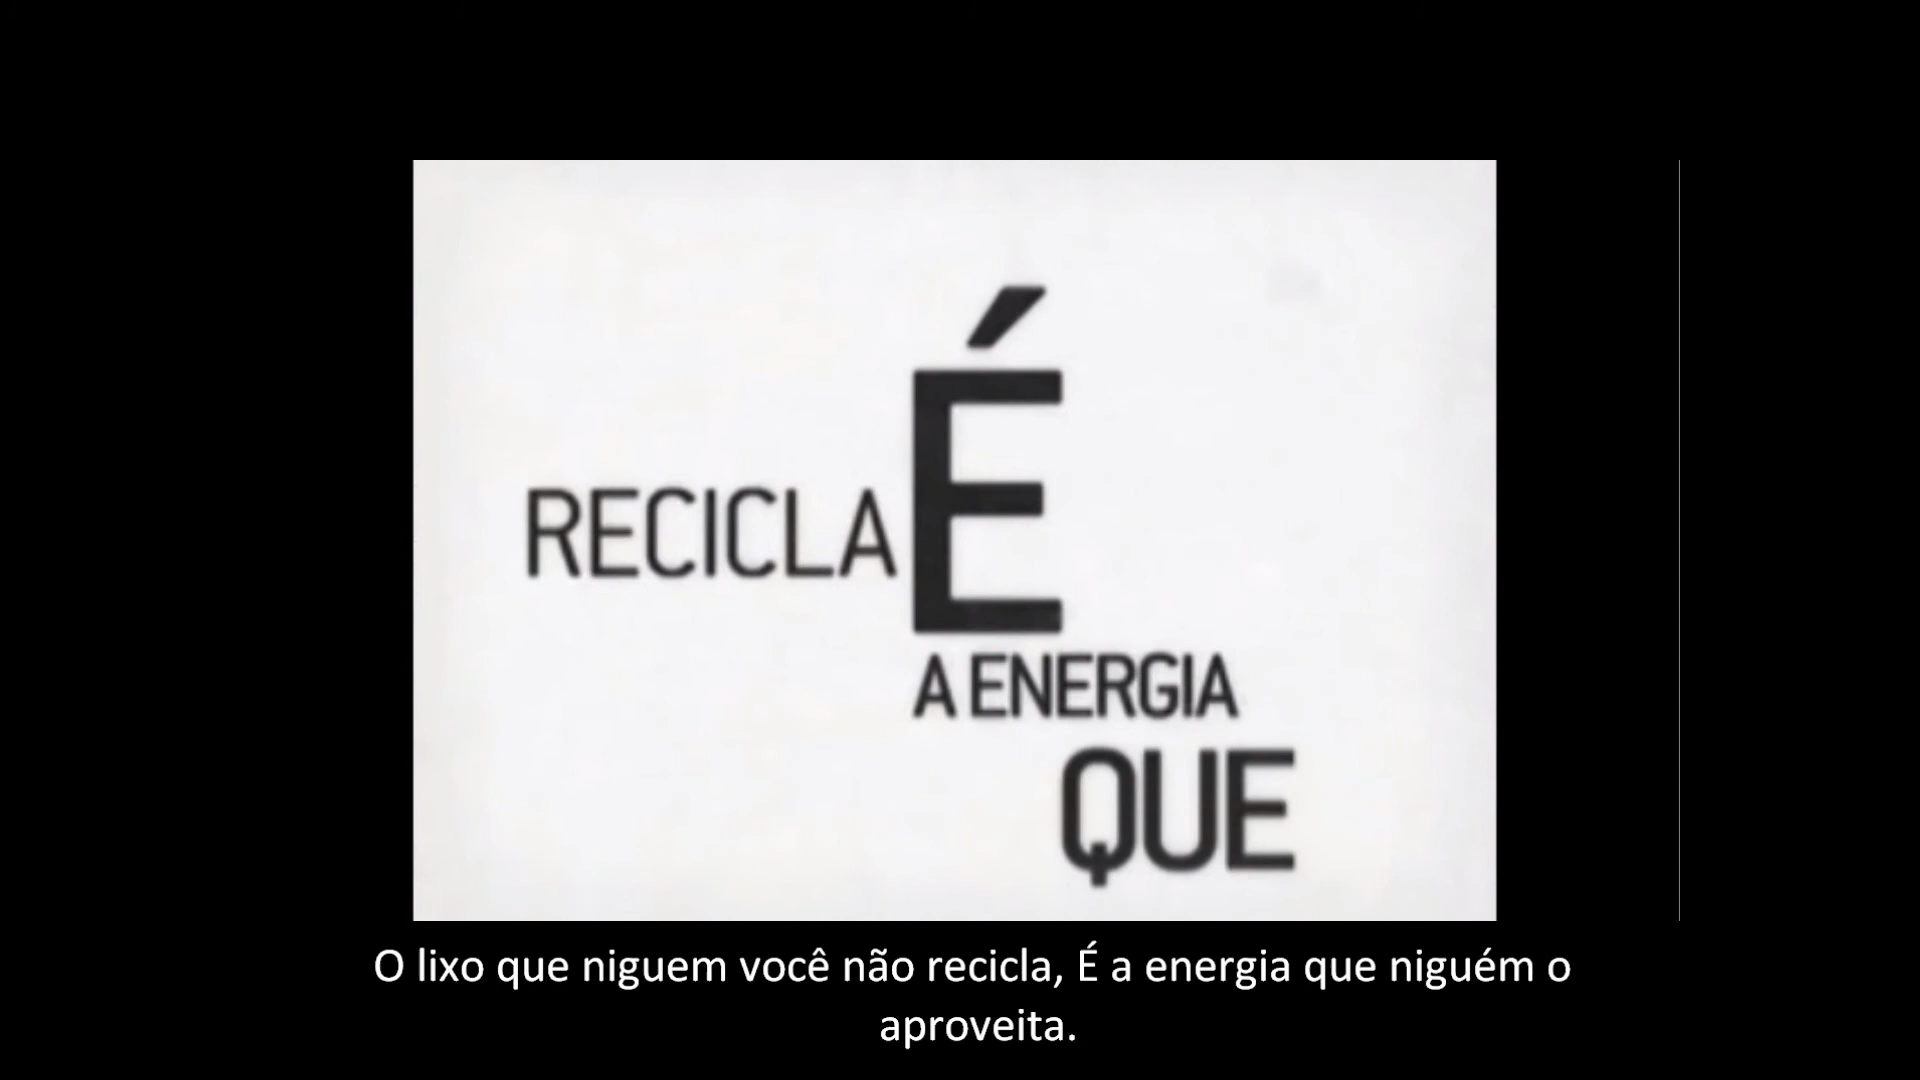 RECICLA É
A ENERGIA
QUE
O lixo que niguem você não recicla, É a energia que niguém o
aproveita.